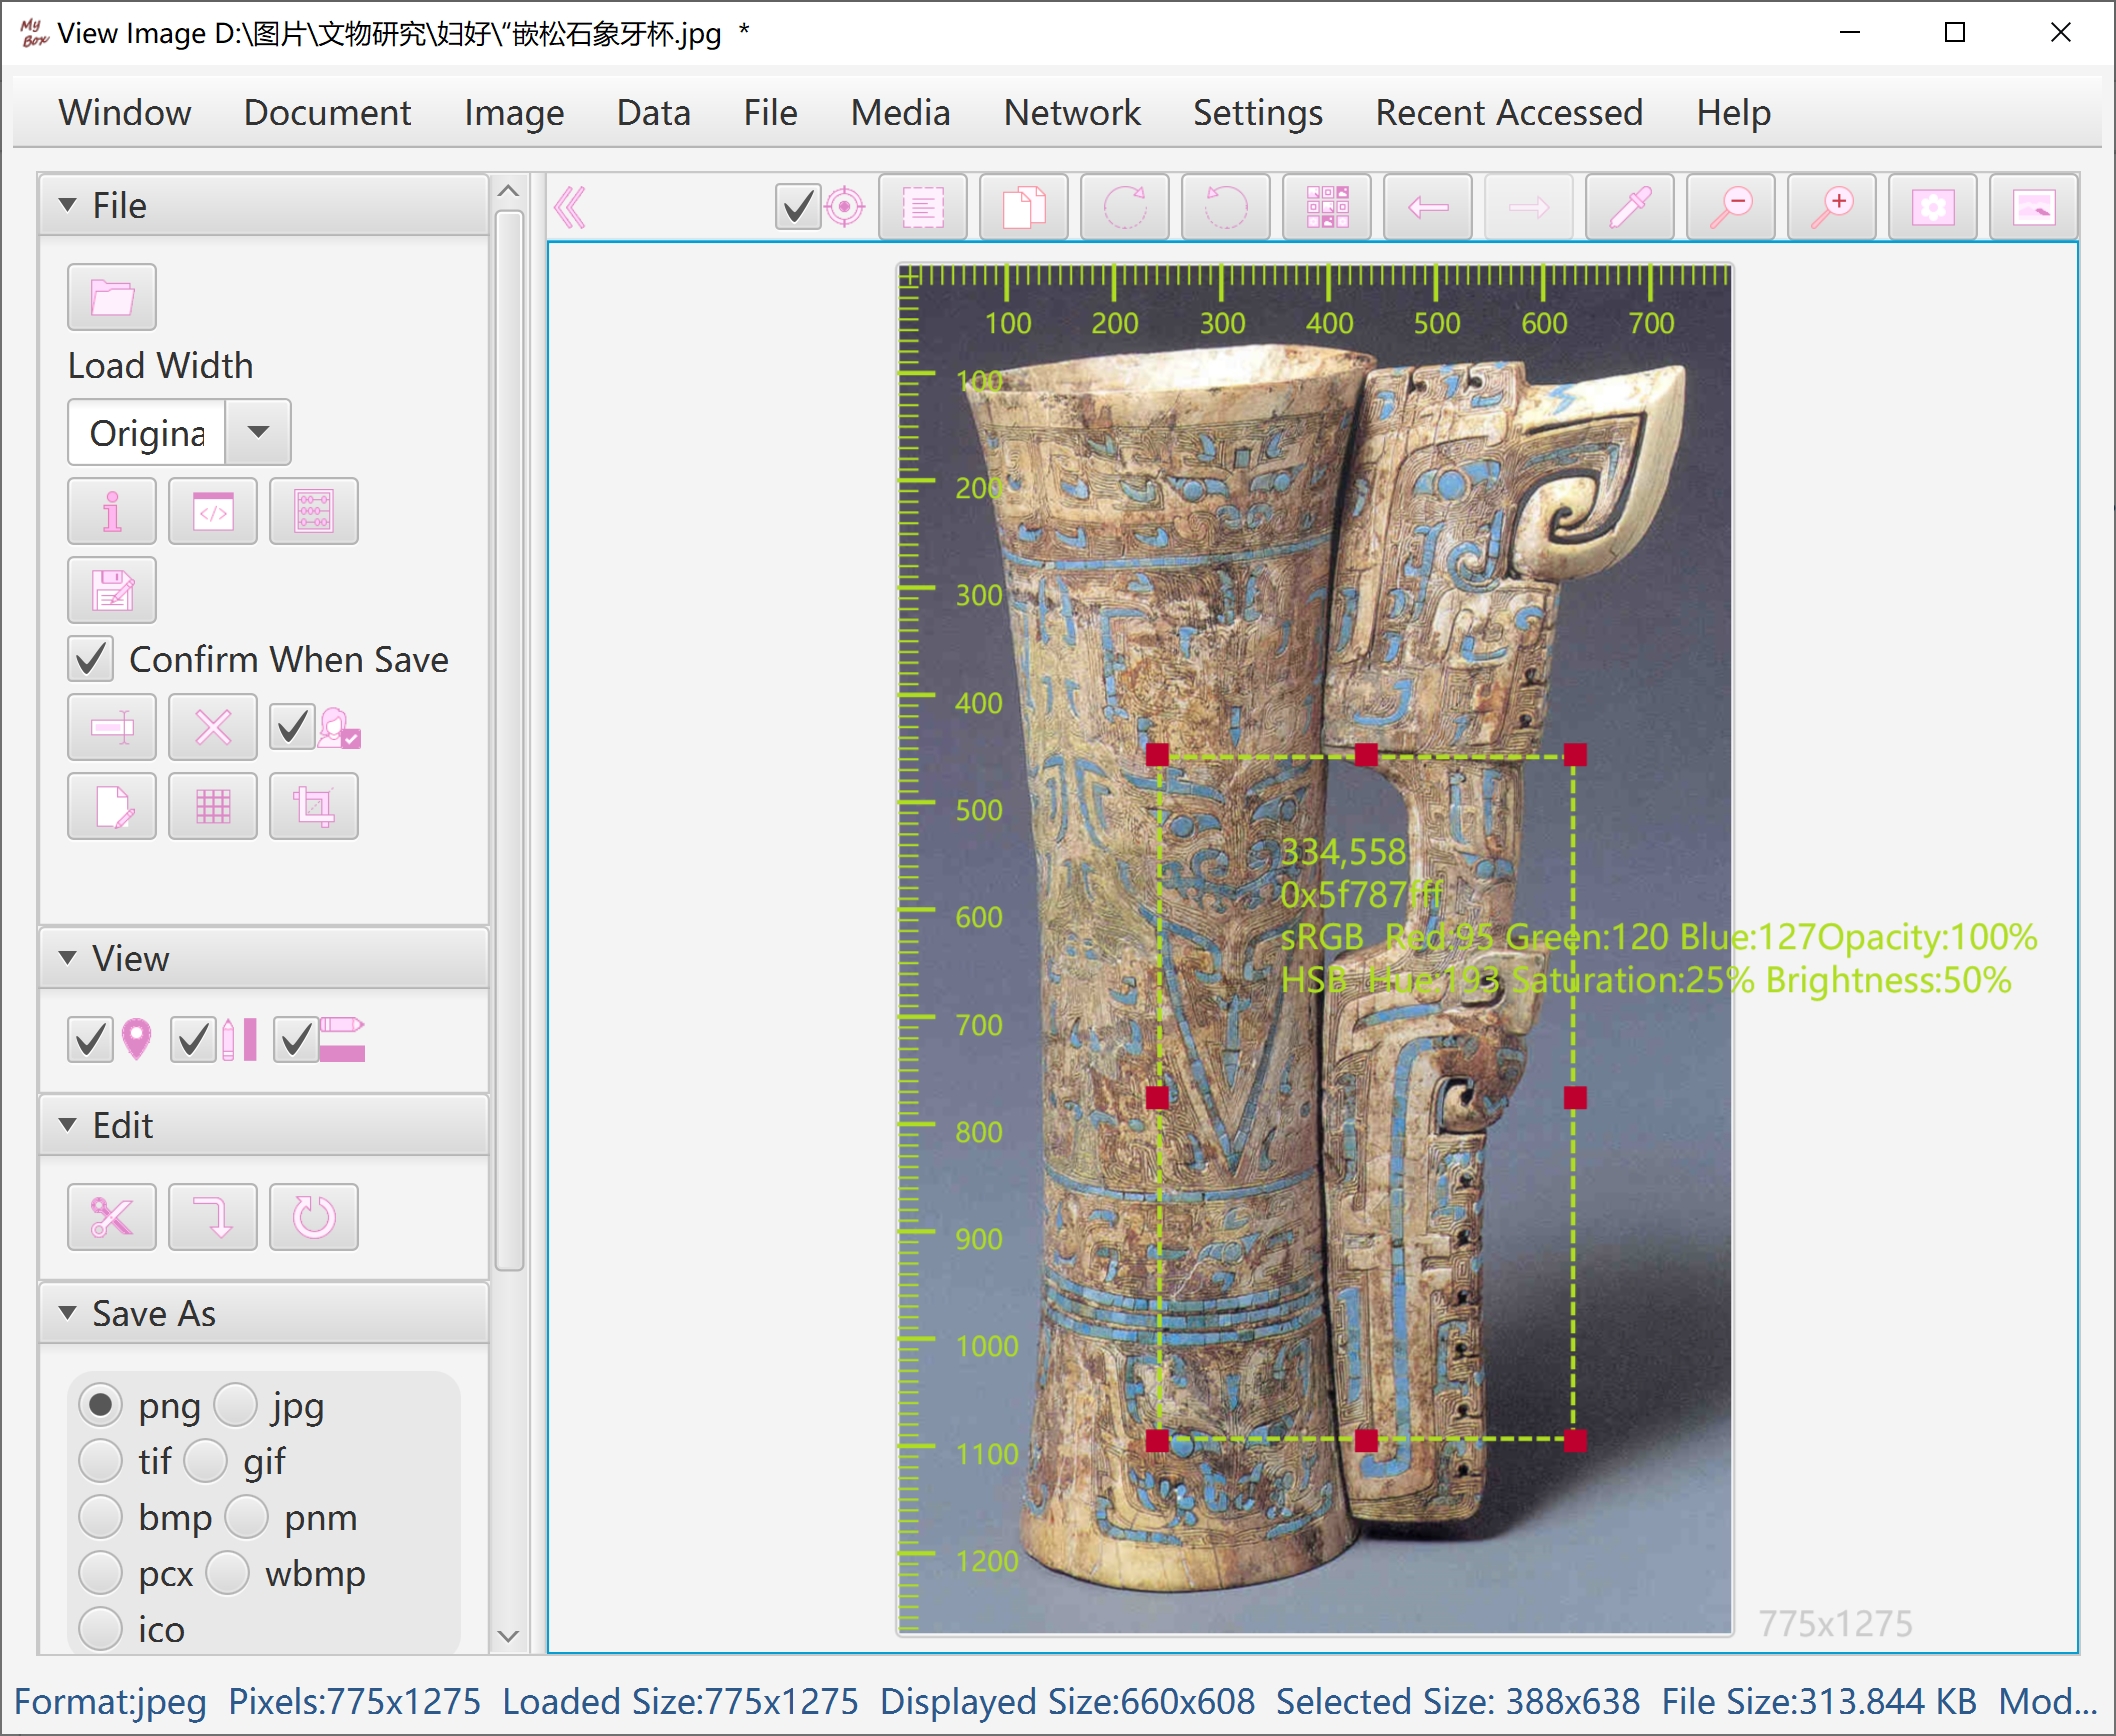 My Box View Image D:\图片\文物研究\妇好\“嵌松石象牙杯.jpg *
Window Document Image Data File Media Network Settings Recent Accessed Help
File
Load Width
Origina
Confirm When Save
View
Edit
Save As
png jpg
tif gif
bmp pnm
pcx wbmp
ico
100 200 300 400 500 600 700
100
200
300
400
500
600
700
800
900
1000
1100
1200
334,558
0x5f787fff
sRGB Red:95 Green:120 Blue:127Opacity:100%
HSB Hue:193 Saturation:25% Brightness:50%
775x1275
Format:jpeg Pixels:775x1275 Loaded Size:775x1275 Displayed Size:660x608 Selected Size: 388x638 File Size:313.844 KB Mod...